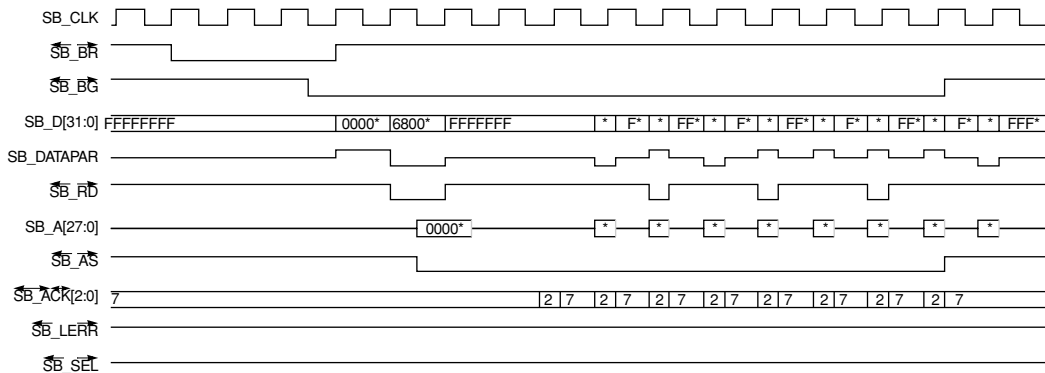 SB_CLK
SB_BR
SB_BG
SB_D[31:0] FFFFFFFF 0000* 6800* FFFFFFF * F* * FF* * F* * FF* * F* * FF* * F* * FFF*
SB_DATAPAR
SB_RD
SB_A[27:0] 0000* * * * * * * * *
SB_AS
SB_ACK[2:0] 7 2 7 2 7 2 7 2 7 2 7 2 7 2 7 2 7
SB_LERR
SB_SEL